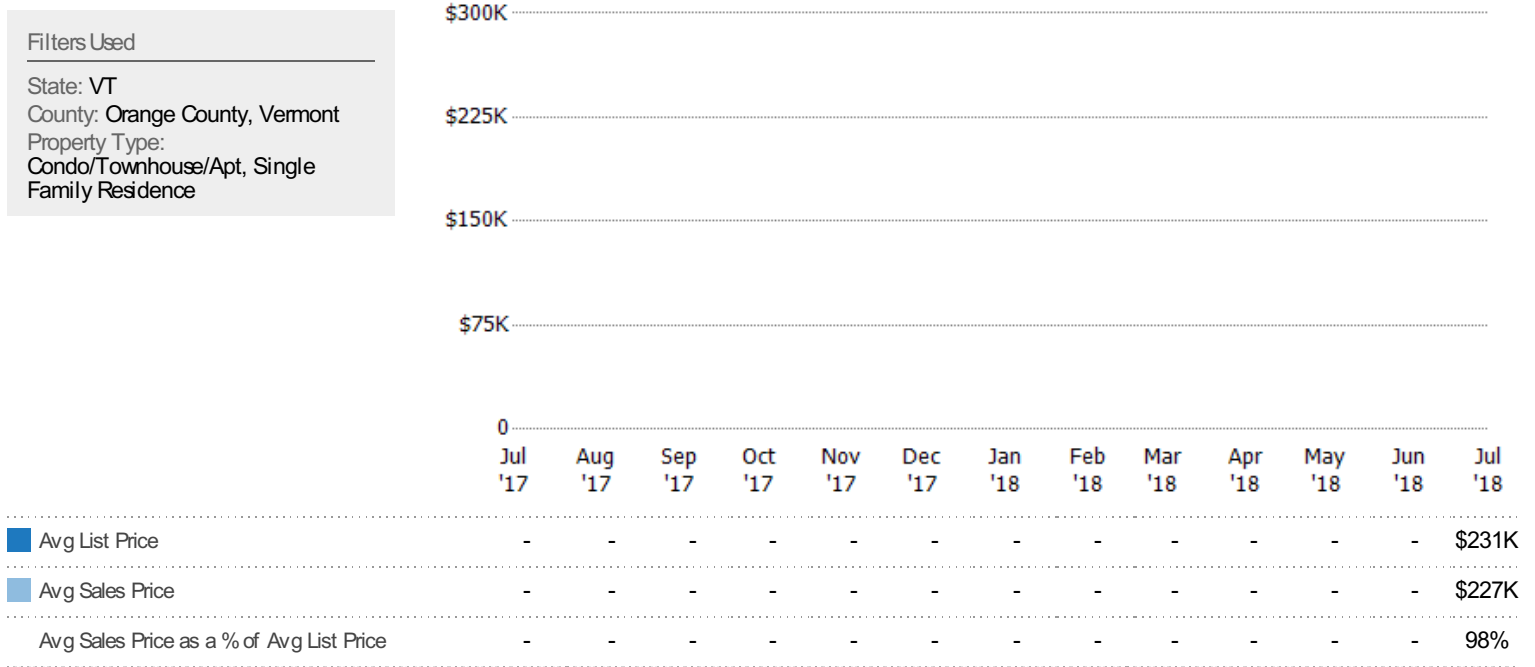 Filters Used
State: VT
County: Orange County, Vermont
Property Type:
Condo/Townhouse/Apt, Single
Family Residence
$300K
$225K
$150K
$75K
0
Jul Aug Sep Oct Nov Dec Jan Feb Mar Apr May Jun Jul
'17 '17 '17 '17 '17 '17 '18 '18 '18 '18 '18 '18 '18
Avg List Price - - - - - - - - - - - - $231K
Avg Sales Price - - - - - - - - - - - - $227K
Avg Sales Price as a % of Avg List Price - - - - - - - - - - - - 98%